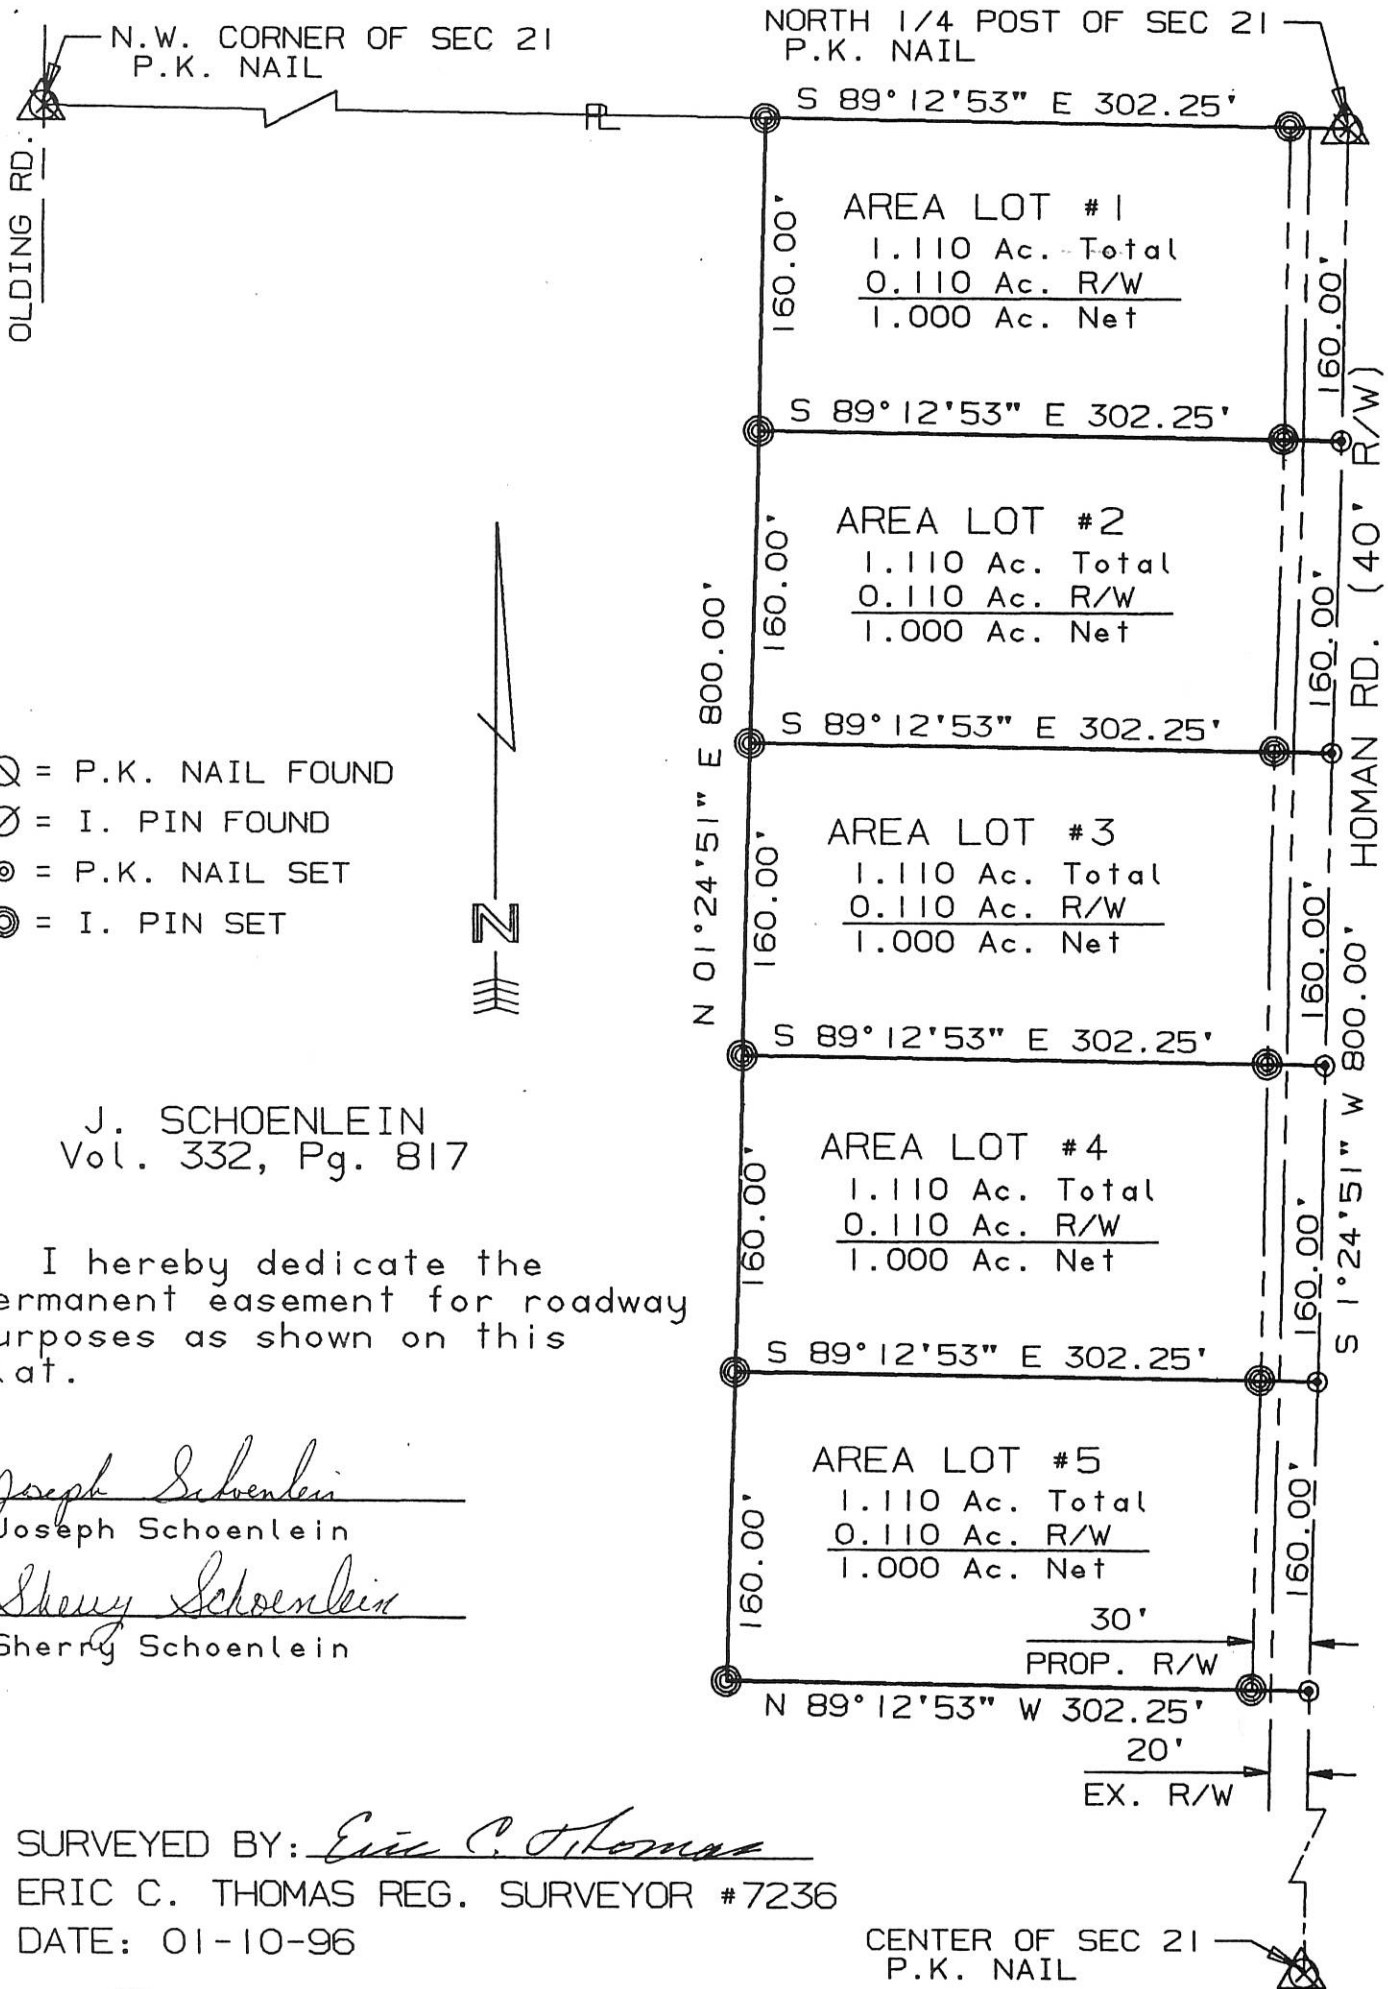 N.W. CORNER OF SEC 21
P.K. NAIL
NORTH 1/4 POST OF SEC 21
P.K. NAIL
OLDING RD.
PL
S 89°12'53" E 302.25'
160.00'
AREA LOT #1
1.110 Ac. Total
0.110 Ac. R/W
1.000 Ac. Net
160.00'
S 89°12'53" E 302.25'
160.00'
AREA LOT #2
1.110 Ac. Total
0.110 Ac. R/W
1.000 Ac. Net
160.00'
HOMAN RD. (40' R/W)
N 01°24'51" E 800.00'
S 89°12'53" E 302.25'
= P.K. NAIL FOUND
= I. PIN FOUND
= P.K. NAIL SET
= I. PIN SET
N
160.00'
AREA LOT #3
1.110 Ac. Total
0.110 Ac. R/W
1.000 Ac. Net
160.00'
S 1°24'51" W 800.00'
S 89°12'53" E 302.25'
J. SCHOENLEIN
Vol. 332, Pg. 817
160.00'
AREA LOT #4
1.110 Ac. Total
0.110 Ac. R/W
1.000 Ac. Net
160.00'
I hereby dedicate the
ermanent easement for roadway
urposes as shown on this
at.
S 89°12'53" E 302.25'
Joseph Schoenlein
Joseph Schoenlein
Sherry Schoenlein
Sherry Schoenlein
160.00'
AREA LOT #5
1.110 Ac. Total
0.110 Ac. R/W
1.000 Ac. Net
160.00'
30'
PROP. R/W
N 89°12'53" W 302.25'
20'
EX. R/W
SURVEYED BY: Eric C. Thomas
ERIC C. THOMAS REG. SURVEYOR #7236
DATE: 01-10-96
CENTER OF SEC 21
P.K. NAIL